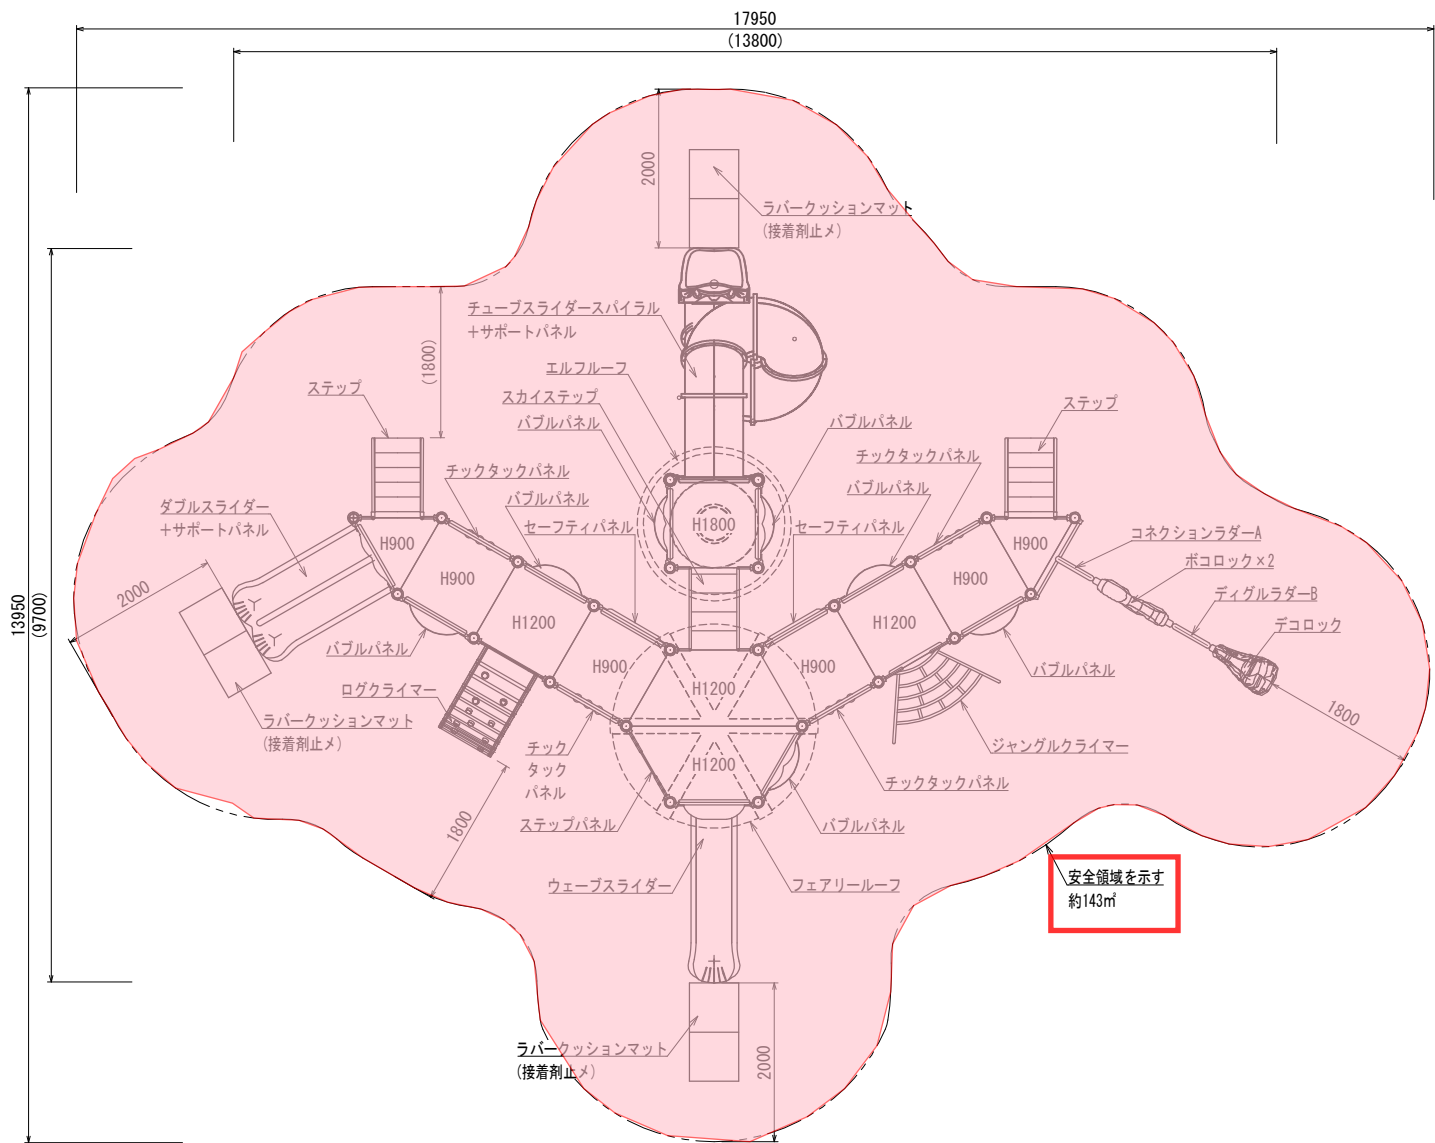 17950
(13800)
2000
ラバークッションマット
(接着剤止メ)
チューブスライダースパイラル
+サポートパネル
(1800)
エルフルーフ
ステップ
スカイステップ
ステップ
バブルパネル
バブルパネル
チックタックパネル
チックタックパネル
バブルパネル
バブルパネル
ダブルスライダー
+サポートパネル
セーフティパネル
H1800
セーフティパネル
コネクションラダーA
H900
H900
ポコロック×2
H900
H900
2000
ディグルラダーB
13950
(9700)
H1200
H1200
デコロック
バブルパネル
H900
H900
バブルパネル
ログクライマー
H1200
1800
ラバークッションマット
(接着剤止メ)
チック
タック
パネル
ジャングルクライマー
H1200
チックタックパネル
1800
ステップパネル
バブルパネル
ウェーブスライダー
フェアリールーフ
安全領域を示す
約143㎡
ラバークッションマット
(接着剤止メ)
2000